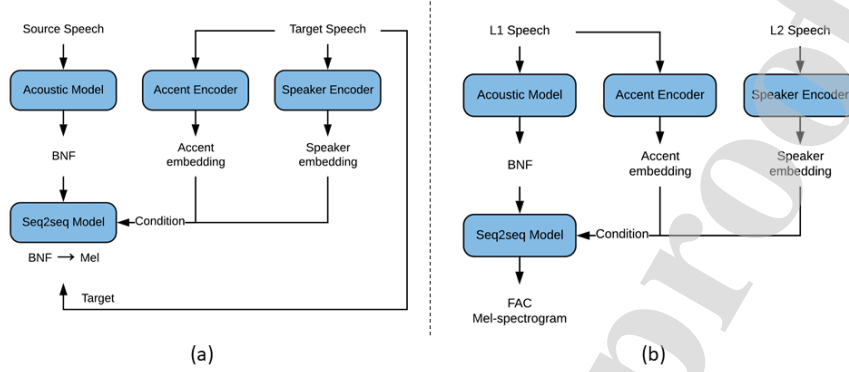 Source Speech
Target Speech
Acoustic Model
Accent Encoder
Speaker Encoder
BNF
Accent
embedding
Speaker
embedding
Seq2seq Model
Condition
BNF → Mel
Target
(a)
L1 Speech
L2 Speech
Acoustic Model
Accent Encoder
Speaker Encoder
BNF
Accent
embedding
Speaker
embedding
Seq2seq Model
Condition
FAC
Mel-spectrogram
(b)
proof